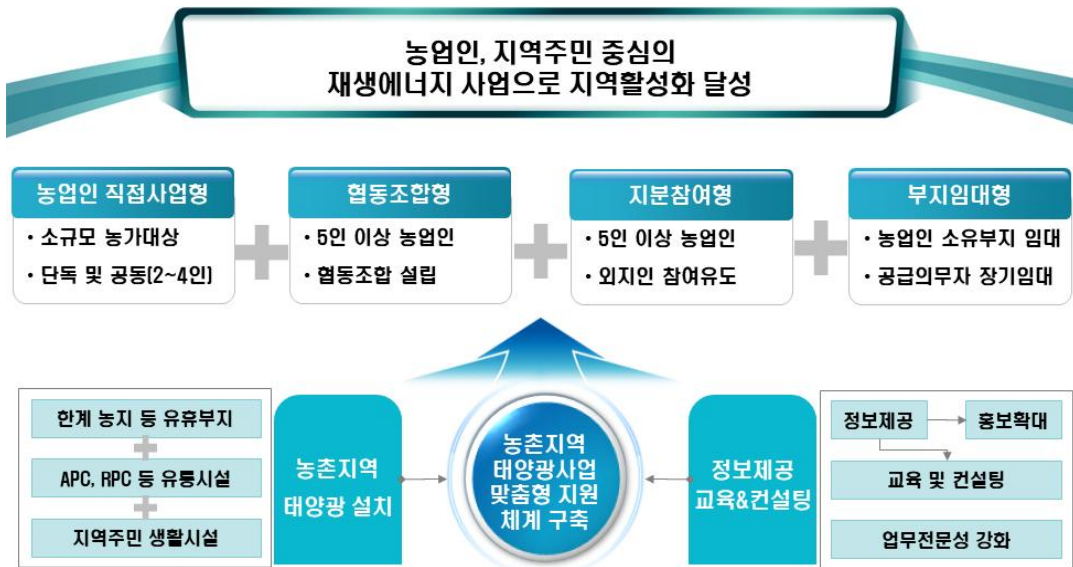 농업인, 지역주민 중심의
재생에너지 사업으로 지역활성화 달성
농업인 직접사업형
• 소규모 농가대상
• 단독 및 공동(2~4인)
협동조합형
• 5인 이상 농업인
• 협동조합 설립
지분참여형
• 5인 이상 농업인
• 외지인 참여유도
부지임대형
• 농업인 소유부지 임대
• 공급의무자 장기임대
한계 농지 등 유휴부지
APC, RPC 등 유통시설
지역주민 생활시설
농촌지역
태양광 설치
농촌지역
태양광사업
맞춤형 지원
체계 구축
정보제공
교육&컨설팅
정보제공
홍보확대
교육 및 컨설팅
업무전문성 강화